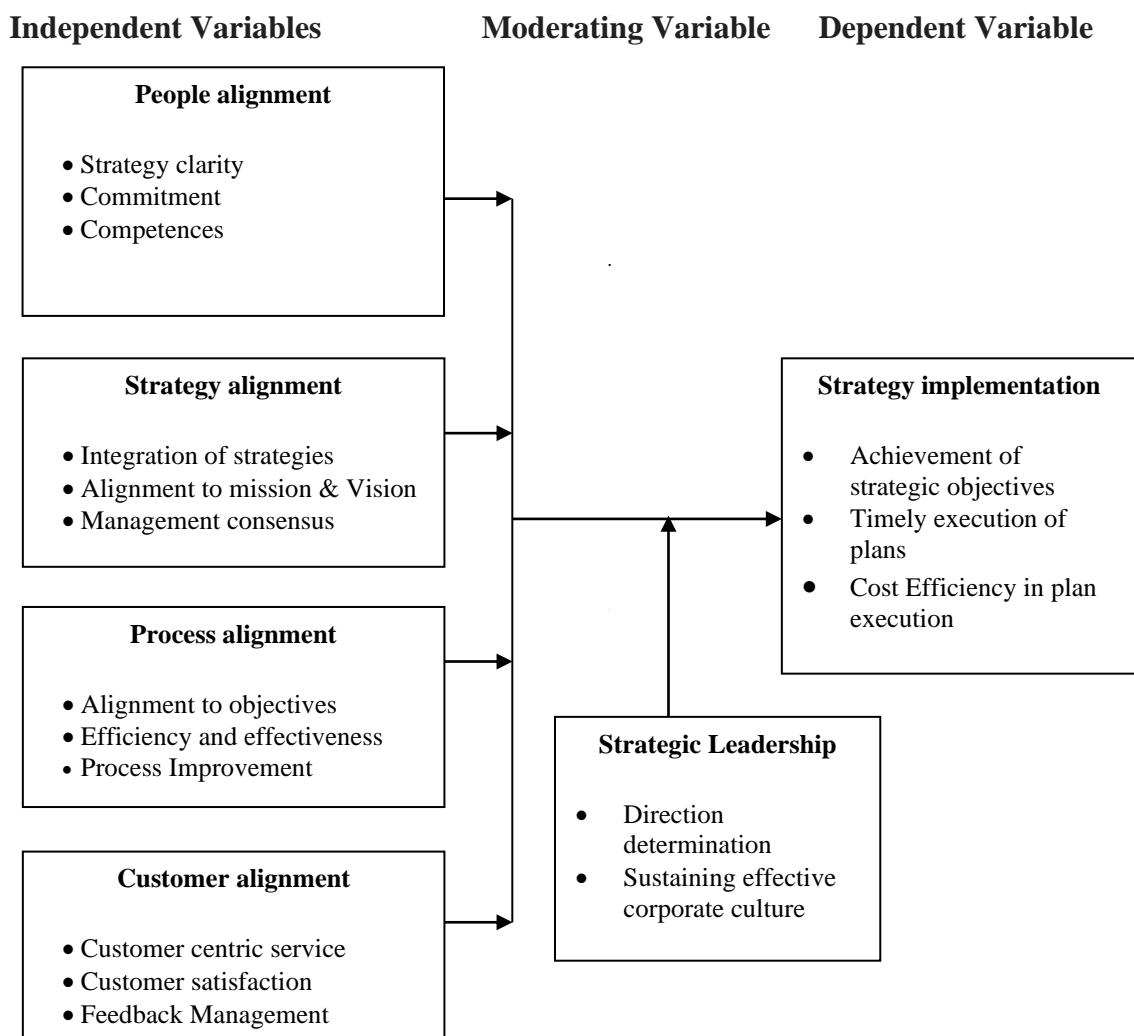 Independent Variables
Moderating Variable
Dependent Variable
People alignment
• Strategy clarity
• Commitment
• Competences
Strategy alignment
• Integration of strategies
• Alignment to mission & Vision
• Management consensus
Process alignment
• Alignment to objectives
• Efficiency and effectiveness
• Process Improvement
Customer alignment
• Customer centric service
• Customer satisfaction
• Feedback Management
Strategic Leadership
• Direction
determination
• Sustaining effective
corporate culture
Strategy implementation
• Achievement of
strategic objectives
• Timely execution of
plans
• Cost Efficiency in plan
execution